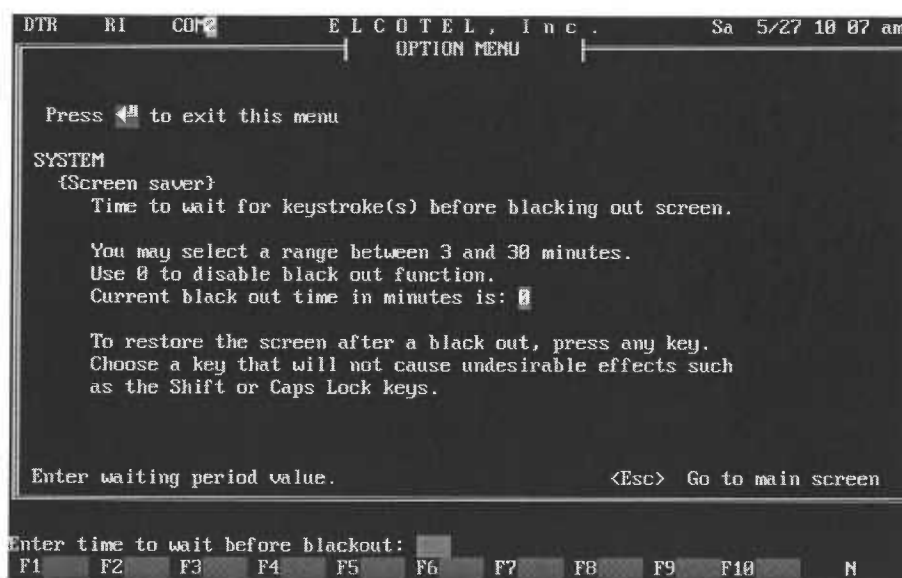 DTR RI COM2 E L C O T E L , I n c . Sa 5/27 10 07 am
OPTION MENU
Press ◄┘ to exit this menu
SYSTEM
{Screen saver}
Time to wait for keystroke(s) before blacking out screen.
You may select a range between 3 and 30 minutes.
Use 0 to disable black out function.
Current black out time in minutes is: 0
To restore the screen after a black out, press any key.
Choose a key that will not cause undesirable effects such
as the Shift or Caps Lock keys.
Enter waiting period value. <Esc> Go to main screen
Enter time to wait before blackout:
F1 F2 F3 F4 F5 F6 F7 F8 F9 F10 N